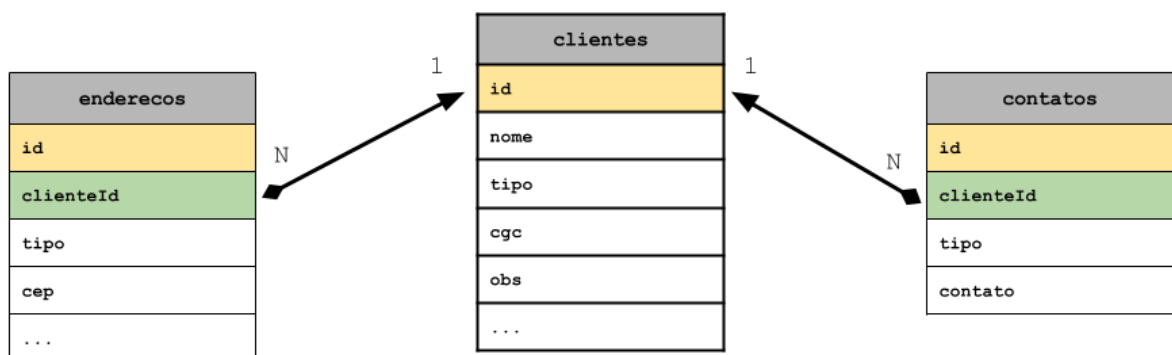 enderecos
id
clienteId
tipo
cep
...
N
1
clientes
id
nome
tipo
cgc
obs
...
1
N
contatos
id
clienteId
tipo
contato